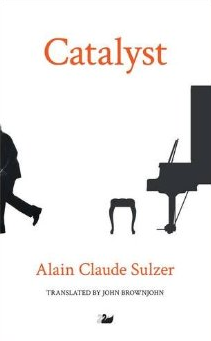 Catalyst
Alain Claude Sulzer
TRANSLATED BY JOHN BROWNJOHN